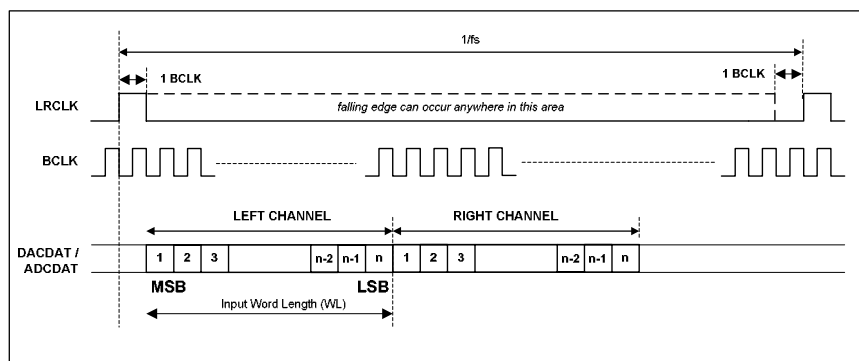 1/fs
1 BCLK
1 BCLK
LRCLK
falling edge can occur anywhere in this area
BCLK
LEFT CHANNEL
RIGHT CHANNEL
DACDAT /
ADCDAT
1 2 3 n-2 n-1 n 1 2 3 n-2 n-1 n
MSB
LSB
Input Word Length (WL)